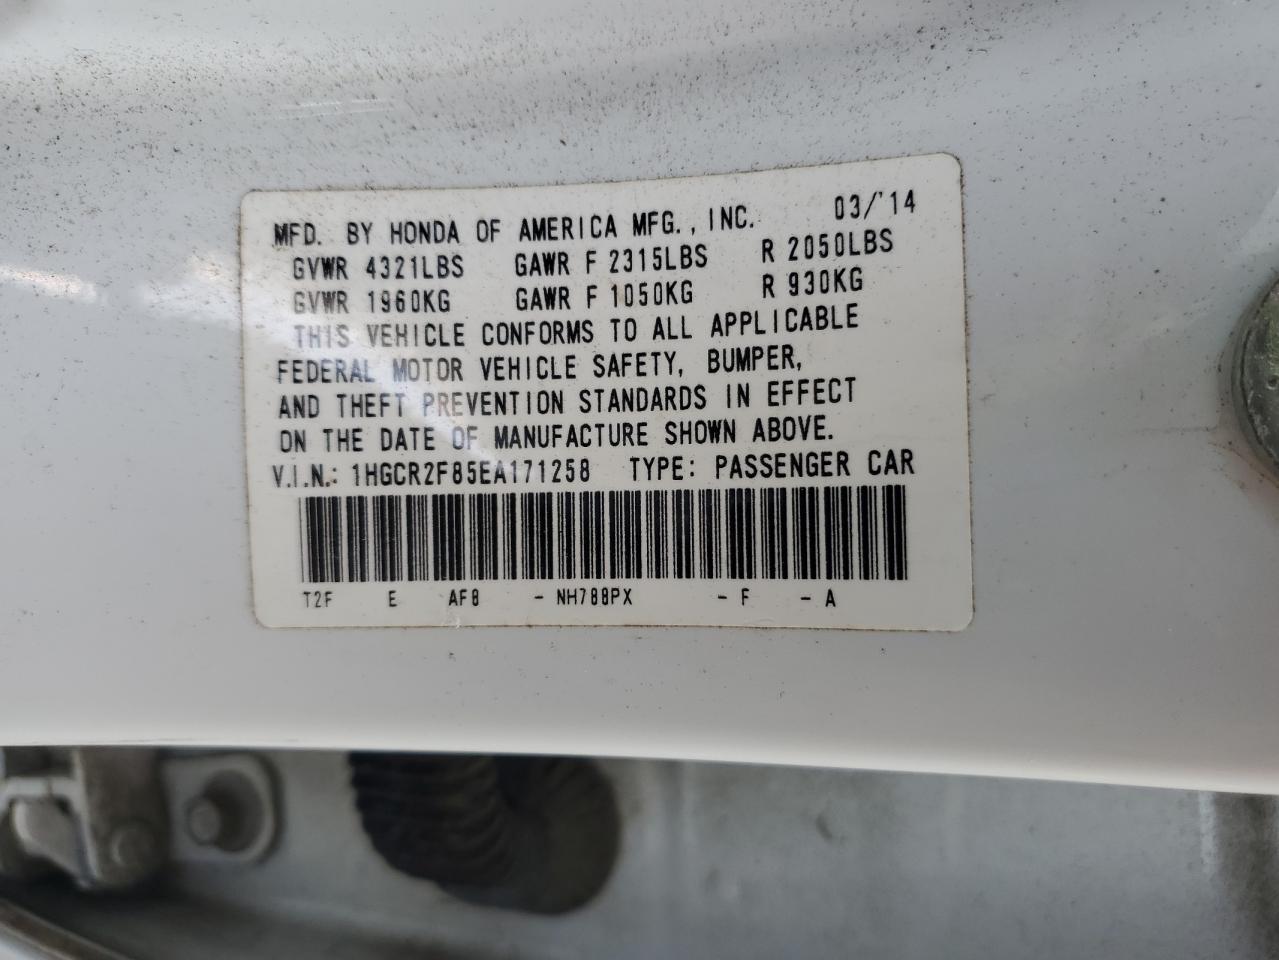 MFD. BY HONDA OF AMERICA MFG., INC. 03/'14
GVWR 4321LBS GAWR F 2315LBS R 2050LBS
GVWR 1960KG GAWR F 1050KG R 930KG
THIS VEHICLE CONFORMS TO ALL APPLICABLE
FEDERAL MOTOR VEHICLE SAFETY, BUMPER,
AND THEFT PREVENTION STANDARDS IN EFFECT
ON THE DATE OF MANUFACTURE SHOWN ABOVE.
V.I.N.: 1HGCR2F85EA171258 TYPE: PASSENGER CAR
T2F E AF8 - NH788PX - F - A